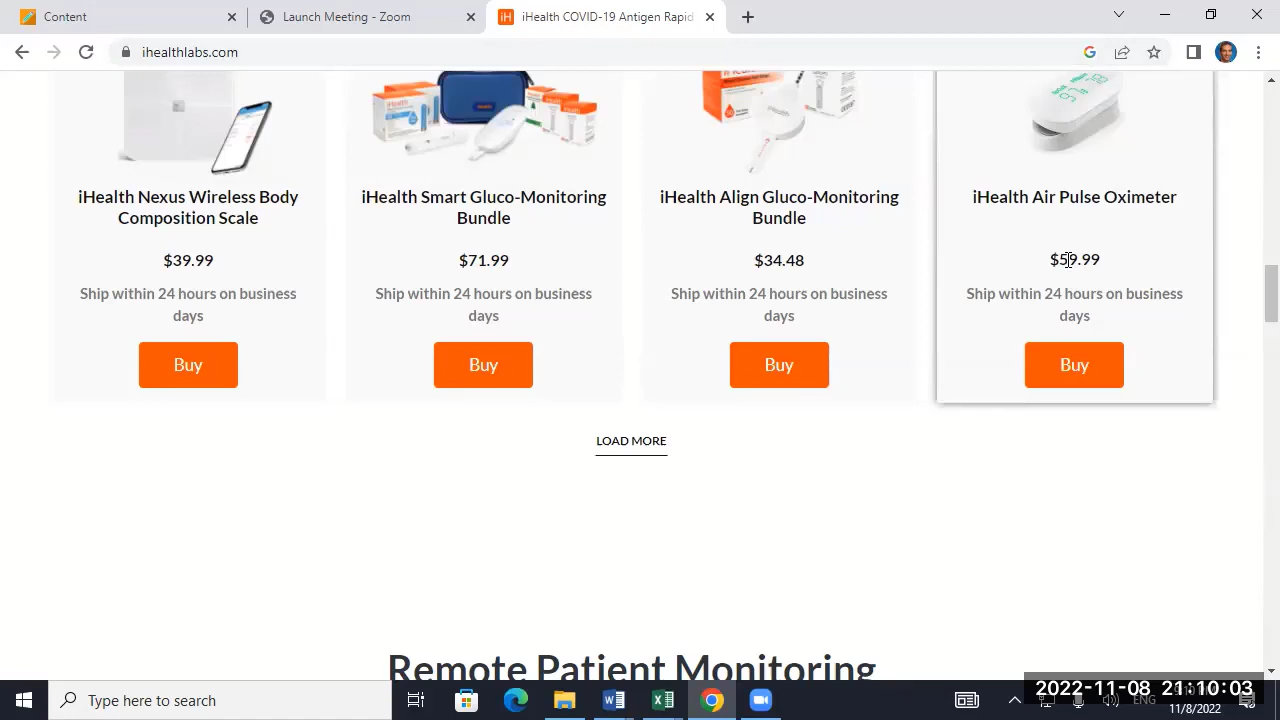 Content
Launch Meeting - Zoom
iHealth COVID-19 Antigen Rapid
ihealthlabs.com
iHealth Nexus Wireless Body
Composition Scale
$39.99
Ship within 24 hours on business
days
Buy
iHealth Smart Gluco-Monitoring
Bundle
$71.99
Ship within 24 hours on business
days
Buy
iHealth Align Gluco-Monitoring
Bundle
$34.48
Ship within 24 hours on business
days
Buy
iHealth Air Pulse Oximeter
$59.99
Ship within 24 hours on business
days
Buy
LOAD MORE
Remote Patient Monitoring
Type here to search
ENG
2022-11-08 21:10:03
11/8/2022